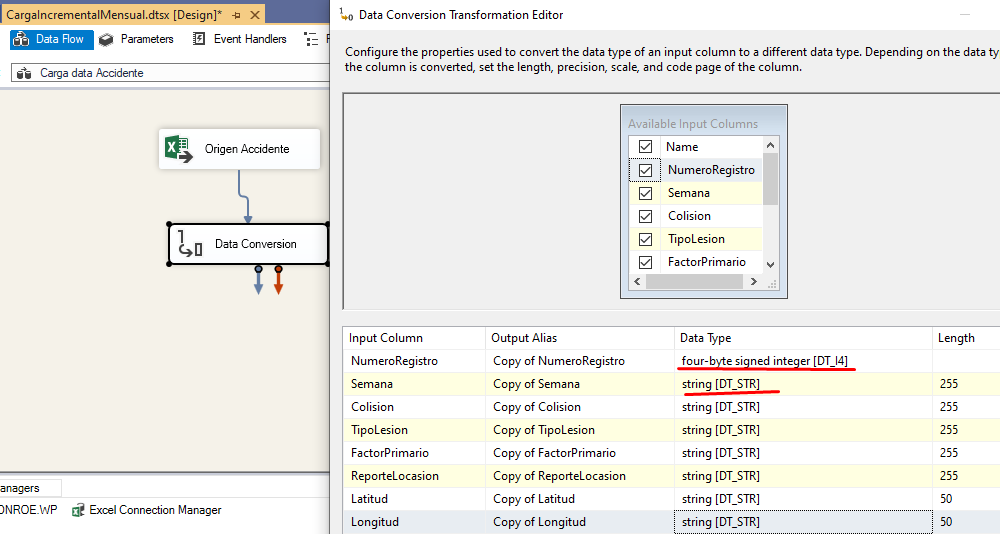 CargaIncrementalMensual.dtsx [Design]*
Data Flow
Parameters
Event Handlers
Carga data Accidente
Origen Accidente
Data Conversion
anagers
ONROE.WP
Excel Connection Manager
Data Conversion Transformation Editor
Configure the properties used to convert the data type of an input column to a different data type. Depending on the data ty
the column is converted, set the length, precision, scale, and code page of the column.
Available Input Columns
Name
NumeroRegistro
Semana
Colision
TipoLesion
FactorPrimario
Input Column Output Alias Data Type Length
NumeroRegistro Copy of NumeroRegistro four-byte signed integer [DT_I4]
Semana Copy of Semana string [DT_STR] 255
Colision Copy of Colision string [DT_STR] 255
TipoLesion Copy of TipoLesion string [DT_STR] 255
FactorPrimario Copy of FactorPrimario string [DT_STR] 255
ReporteLocasion Copy of ReporteLocasion string [DT_STR] 255
Latitud Copy of Latitud string [DT_STR] 50
Longitud Copy of Longitud string [DT_STR] 50